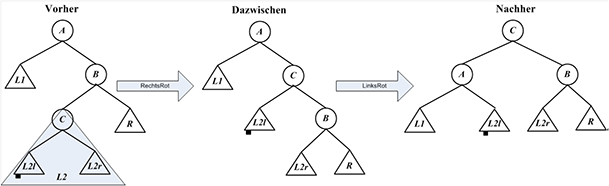 Vorher Dazwischen Nachher
A A C
L1 B RechtsRot L1 C LinksRot A B
C R L2l B L1 L2l L2r R
L2l L2r L2r R
L2